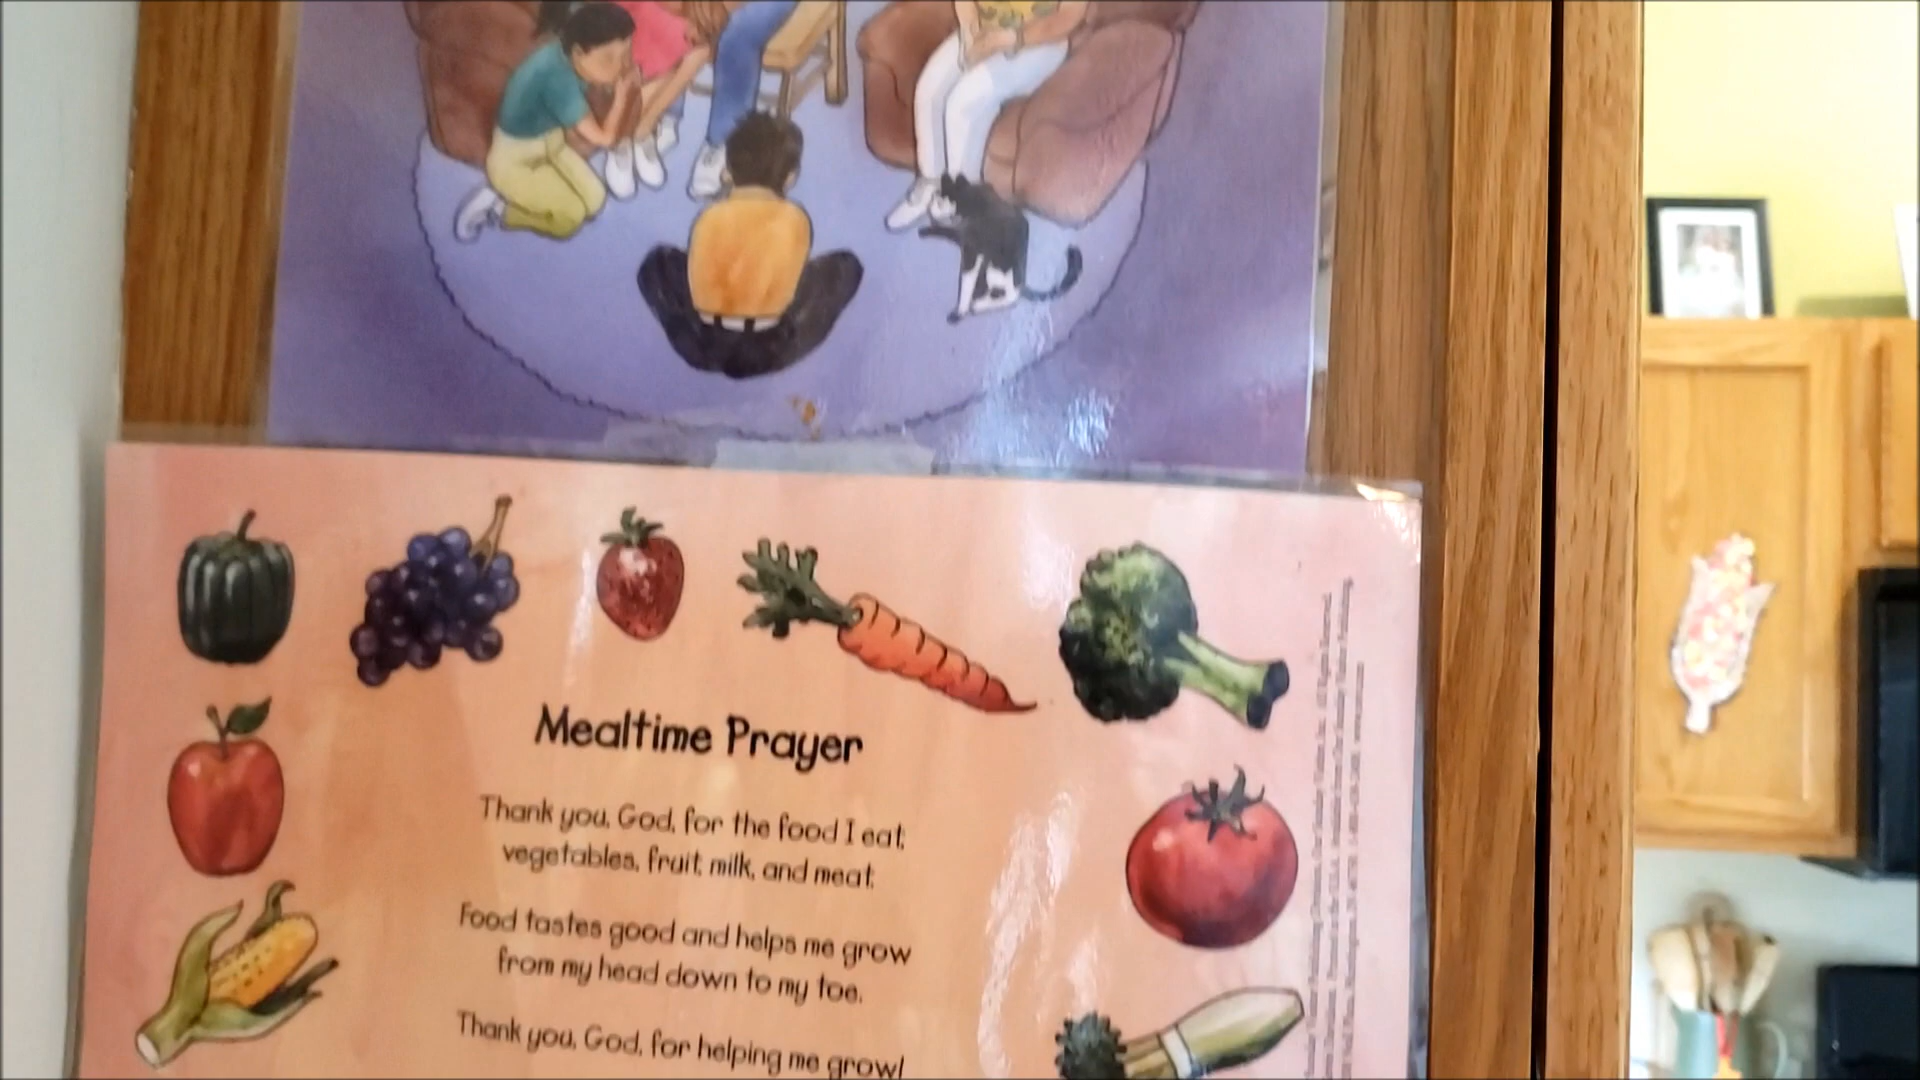 Mealtime Prayer
Thank you, God, for the food I eat,
vegetables, fruit, milk, and meat.
Food tastes good and helps me grow
from my head down to my toe.
Thank you, God, for helping me grow!